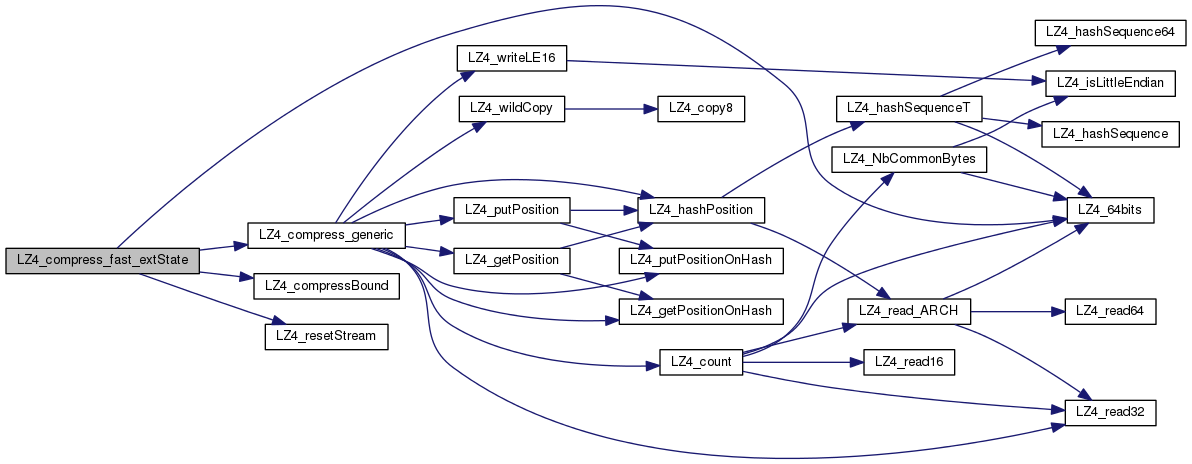 LZ4_compress_fast_extState
LZ4_compress_generic
LZ4_compressBound
LZ4_resetStream
LZ4_writeLE16
LZ4_wildCopy
LZ4_putPosition
LZ4_getPosition
LZ4_copy8
LZ4_hashPosition
LZ4_putPositionOnHash
LZ4_getPositionOnHash
LZ4_count
LZ4_hashSequenceT
LZ4_NbCommonBytes
LZ4_read_ARCH
LZ4_read16
LZ4_hashSequence64
LZ4_isLittleEndian
LZ4_hashSequence
LZ4_64bits
LZ4_read64
LZ4_read32